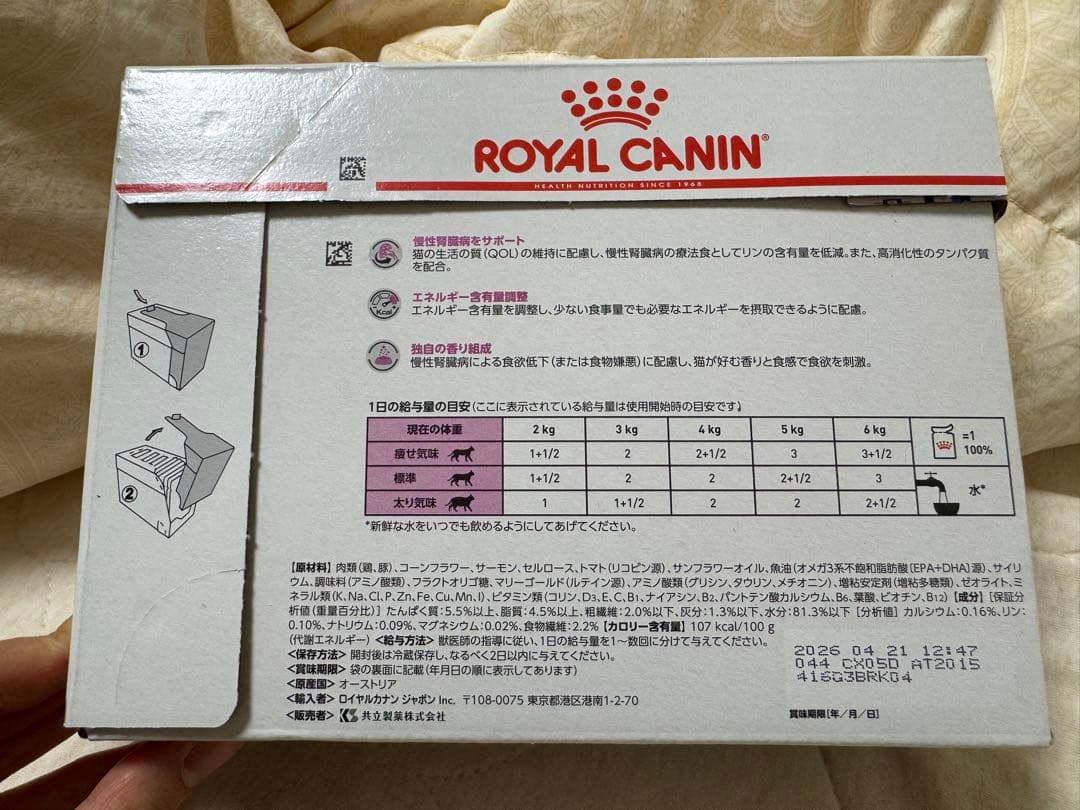 ROYAL CANIN®
HEALTH NUTRITION SINCE 1968
慢性腎臓病をサポート
猫の生活の質(QOL)の維持に配慮し、慢性腎臓病の療法食としてリンの含有量を低減。また、高消化性のタンパク質
を配合。
Kcal
エネルギー含有量調整
エネルギー含有量を調整し、少ない食事量でも必要なエネルギーを摂取できるように配慮。
独自の香り組成
慢性腎臓病による食欲低下(または食物嫌悪)に配慮し、猫が好む香りと食感で食欲を刺激。
①
②
1日の給与量の目安(ここに表示されている給与量は使用開始時の目安です。)
現在の体重 2 kg 3 kg 4 kg 5 kg 6 kg
痩せ気味 1+1/2 2 2+1/2 3 3+1/2
標準 1+1/2 2 2 2+1/2 3
太り気味 1 1+1/2 2 2 2+1/2
=1
100%
水*
*新鮮な水をいつでも飲めるようにしてあげてください。
【原材料】肉類(鶏、豚)、コーンフラワー、サーモン、セルロース、トマト(リコピン源)、サンフラワーオイル、魚油(オメガ3系不飽和脂肪酸〔EPA+DHA〕源)、サイリ
ウム、調味料(アミノ酸類)、フラクトオリゴ糖、マリーゴールド(ルテイン源)、アミノ酸類(グリシン、タウリン、メチオニン)、増粘安定剤(増粘多糖類)、ゼオライト、ミ
ネラル類(K、Na、Cl、P、Zn、Fe、Cu、Mn、I)、ビタミン類(コリン、D3、E、C、B1、ナイアシン、B2、パントテン酸カルシウム、B6、葉酸、ビオチン、B12)【成分】[保証分
析値(重量百分比)] たんぱく質:5.5%以上、脂質:4.5%以上、粗繊維:2.0%以下、灰分:1.3%以下、水分:81.3%以下 [分析値] カルシウム:0.16%、リン:
0.10%、ナトリウム:0.09%、マグネシウム:0.02%、食物繊維:2.2%【カロリー含有量】107 kcal/100 g
(代謝エネルギー)<給与方法>獣医師の指導に従い、1日の給与量を1〜数回に分けて与えてください。
<保存方法>開封後は冷蔵保存し、なるべく2日以内に与えてください。
<賞味期限>袋の裏面に記載(年月日の順に表示してあります)
<原産国>オーストリア
<輸入者>ロイヤルカナン ジャポン Inc. 〒108-0075 東京都港区港南1-2-70
<販売者> KS 共立製薬株式会社
2026 04 21 12:47
044 CX05D AT2015
41603BRK04
賞味期限[年/月/日]